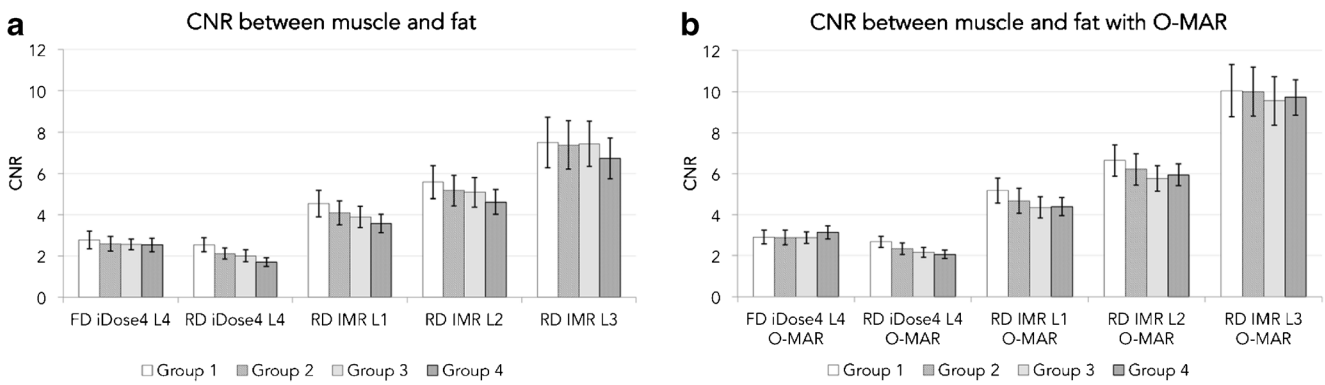 a
CNR between muscle and fat
12
10
8
6
4
2
0
CNR
FD iDose4 L4
RD iDose4 L4
RD IMR L1
RD IMR L2
RD IMR L3
Group 1
Group 2
Group 3
Group 4
b
CNR between muscle and fat with O-MAR
12
10
8
6
4
2
0
CNR
FD iDose4 L4
O-MAR
RD iDose4 L4
O-MAR
RD IMR L1
O-MAR
RD IMR L2
O-MAR
RD IMR L3
O-MAR
Group 1
Group 2
Group 3
Group 4